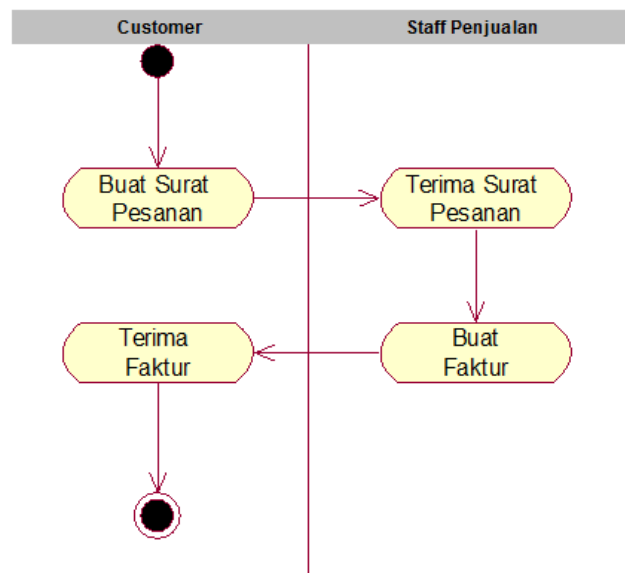 Customer
Staff Penjualan
Buat Surat
Pesanan
Terima Surat
Pesanan
Terima
Faktur
Buat
Faktur